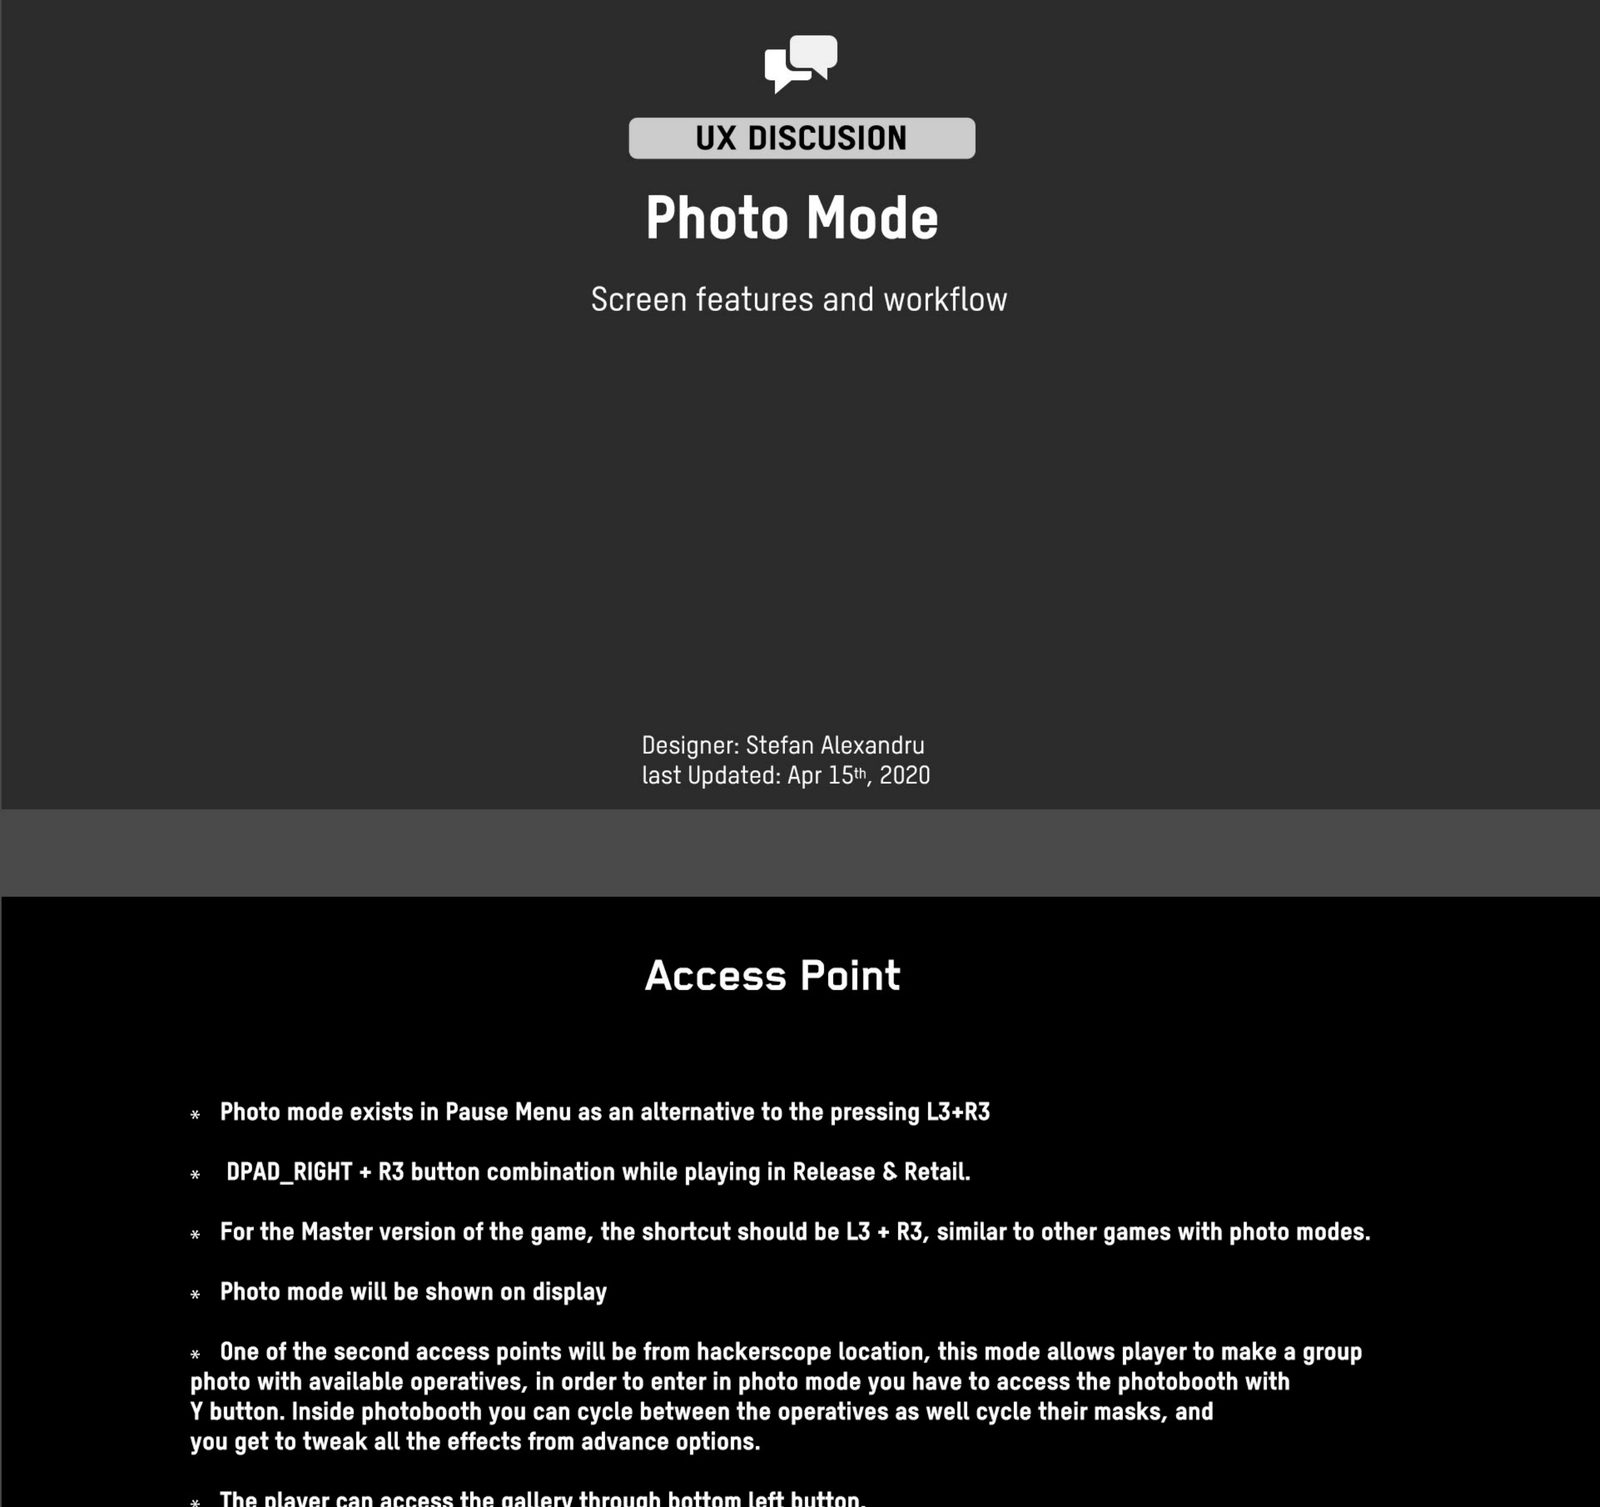 UX DISCUSION
Photo Mode
Screen features and workflow
Designer: Stefan Alexandru
last Updated: Apr 15th, 2020
Access Point
* Photo mode exists in Pause Menu as an alternative to the pressing L3+R3
* DPAD_RIGHT + R3 button combination while playing in Release & Retail.
* For the Master version of the game, the shortcut should be L3 + R3, similar to other games with photo modes.
* Photo mode will be shown on display
* One of the second access points will be from hackerscope location, this mode allows player to make a group
photo with available operatives, in order to enter in photo mode you have to access the photobooth with
Y button. Inside photobooth you can cycle between the operatives as well cycle their masks, and
you get to tweak all the effects from advance options.
* The player can access the gallery through bottom left button.